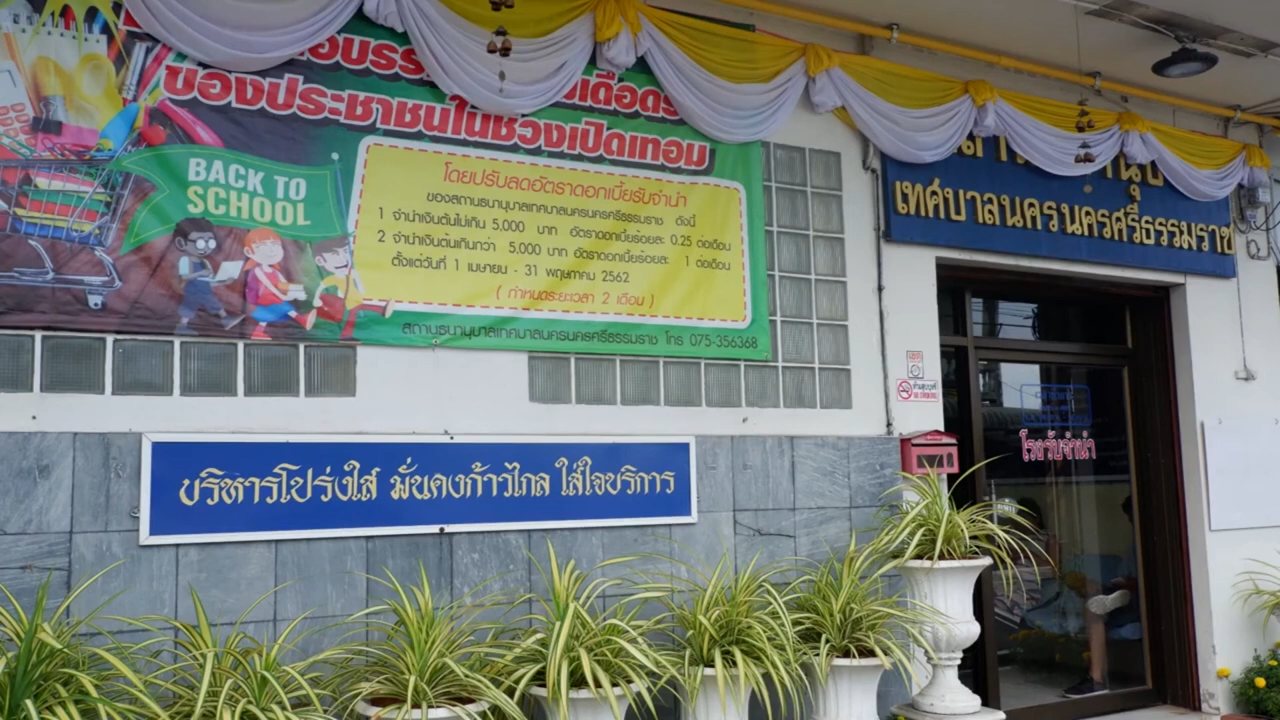 ของประชาชนในช่วงเปิดเทอม
BACK TO
SCHOOL
โดยปรับลดอัตราดอกเบี้ยรับจำนำ
ของสถานธนานุบาลเทศบาลนครนครศรีธรรมราช ดังนี้
1 จำนำเงินต้นไม่เกิน 5,000 บาท อัตราดอกเบี้ยร้อยละ 0.25 ต่อเดือน
2 จำนำเงินต้นเกินกว่า 5,000 บาท อัตราดอกเบี้ยร้อยละ 1 ต่อเดือน
ตั้งแต่วันที่ 1 เมษายน - 31 พฤษภาคม 2562
( กำหนดระยะเวลา 2 เดือน )
สถานธนานุบาลเทศบาลนครนครศรีธรรมราช โทร 075-356368
เทศบาลนครนครศรีธรรมราช
โรงรับจำนำ
บริหารโปร่งใส มั่นคงก้าวไกล ใส่ใจบริการ